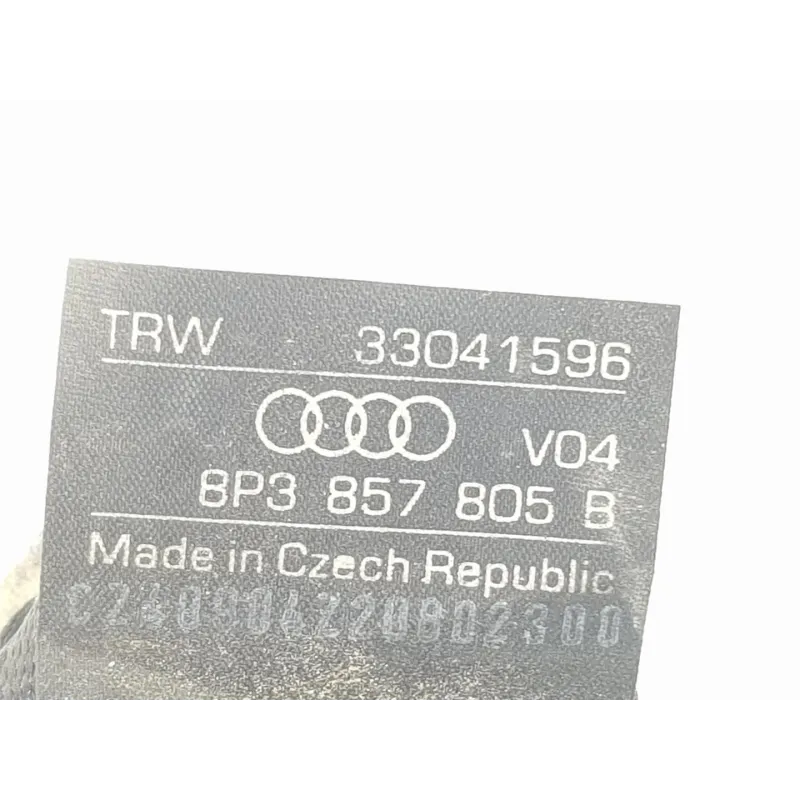 TRW 33041596
V04
8P3 857 805 B
Made in Czech Republic